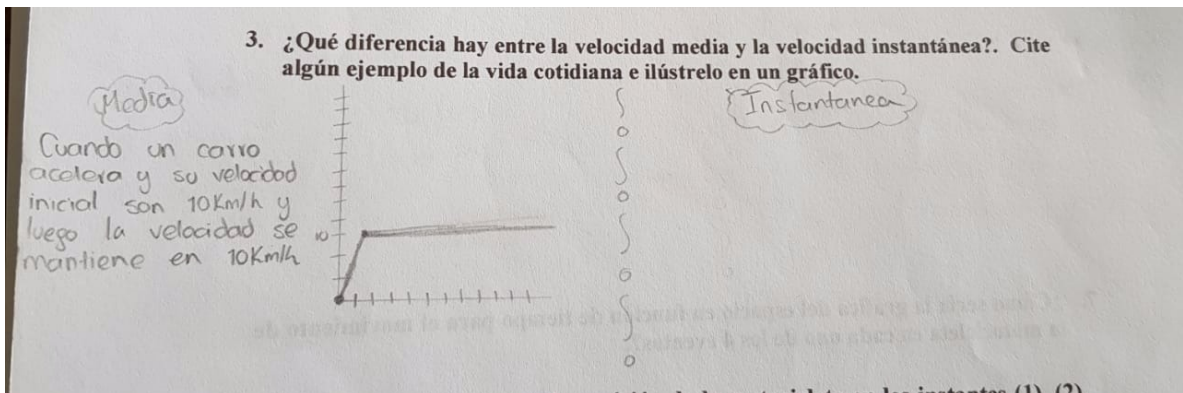 3. ¿Qué diferencia hay entre la velocidad media y la velocidad instantánea?. Cite
algún ejemplo de la vida cotidiana e ilústrelo en un gráfico.
Media
Cuando un carro
acelera y su velocidad
inicial son 10Km/h y
luego la velocidad se
mantiene en 10Km/h
10
Instantanea